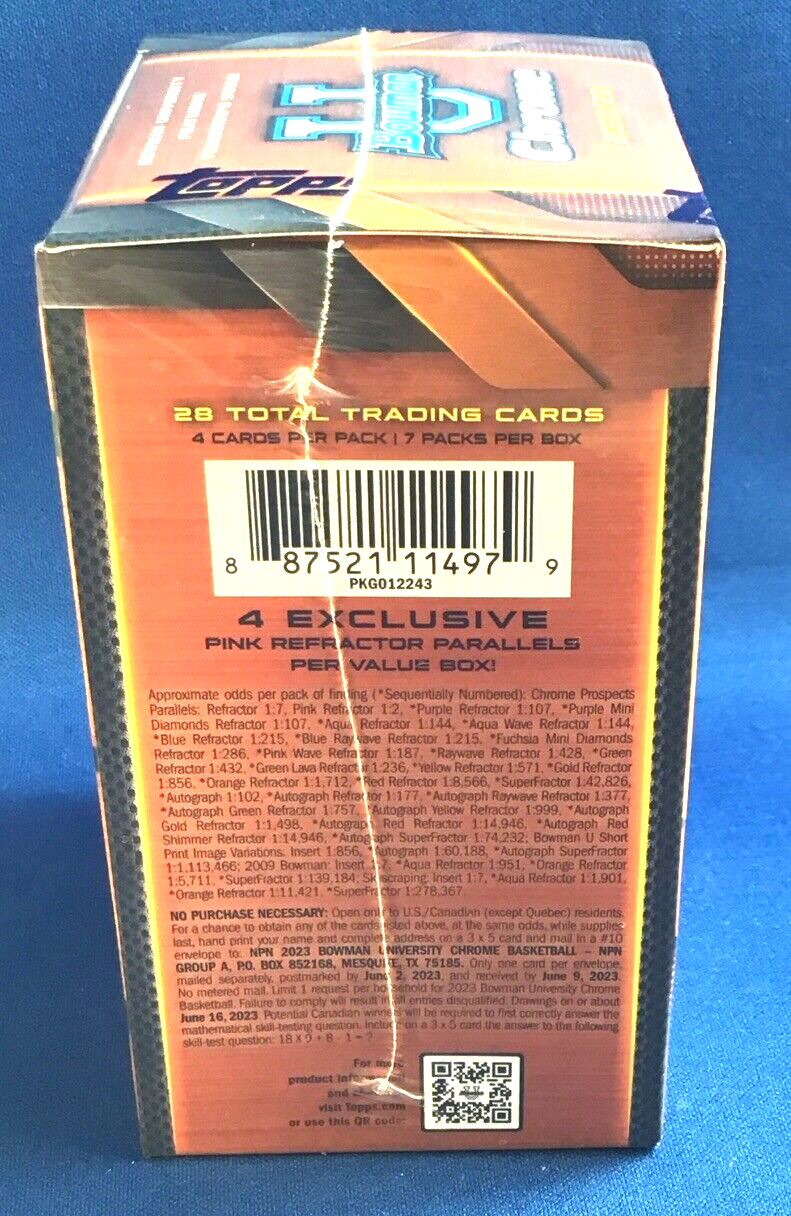 Bowman
U
Chrome
Topps
28 TOTAL TRADING CARDS
4 CARDS PER PACK | 7 PACKS PER BOX
8 87521 11497 9
PKG012243
4 EXCLUSIVE
PINK REFRACTOR PARALLELS
PER VALUE BOX!
Approximate odds per pack of finding (*Sequentially Numbered): Chrome Prospects
Parallels: Refractor 1:7, Pink Refractor 1:2, *Purple Refractor 1:107, *Purple Mini
Diamonds Refractor 1:107, *Aqua Refractor 1:144, *Aqua Wave Refractor 1:144,
*Blue Refractor 1:215, *Blue Raywave Refractor 1:215, *Fuchsia Mini Diamonds
Refractor 1:286, *Pink Wave Refractor 1:187, *Raywave Refractor 1:428, *Green
Refractor 1:432, *Green Lava Refractor 1:236, *Yellow Refractor 1:571, *Gold Refractor
1:856, *Orange Refractor 1:1,712, *Red Refractor 1:8,566, *SuperFractor 1:42,826,
*Autograph 1:102, *Autograph Refractor 1:177, *Autograph Raywave Refractor 1:377,
*Autograph Green Refractor 1:757, *Autograph Yellow Refractor 1:999, *Autograph
Gold Refractor 1:1,498, *Autograph Red Refractor 1:14,946, *Autograph Red
Shimmer Refractor 1:14,946, *Autograph SuperFractor 1:74,232; Bowman U Short
Print Image Variations: Insert 1:856, *Autograph 1:60,188, *Autograph SuperFractor
1:1,113,466; 2009 Bowman: Insert 1:7, *Aqua Refractor 1:951, *Orange Refractor
1:5,711, *SuperFractor 1:139,184; Skyscraping: Insert 1:7, *Aqua Refractor 1:1,901,
*Orange Refractor 1:11,421, *SuperFractor 1:278,367.
NO PURCHASE NECESSARY: Open only to U.S./Canadian (except Quebec) residents.
For a chance to obtain any of the cards listed above, at the same odds, while supplies
last, hand print your name and complete address on a 3 x 5 card and mail in a #10
envelope to: NPN 2023 BOWMAN UNIVERSITY CHROME BASKETBALL – NPN
GROUP A, P.O. BOX 852168, MESQUITE, TX 75185. Only one card per envelope,
mailed separately, postmarked by June 2, 2023, and received by June 9, 2023.
No metered mail. Limit 1 request per household for 2023 Bowman University Chrome
Basketball. Failure to comply will result in all entries disqualified. Drawings on or about
June 16, 2023. Potential Canadian winners will be required to first correctly answer the
mathematical skill-testing question. Include on a 3 x 5 card the answer to the following
skill-test question: 18 X 9 + 8 - 1 = ?
For more
product information
and
visit Topps.com
or use this QR code: